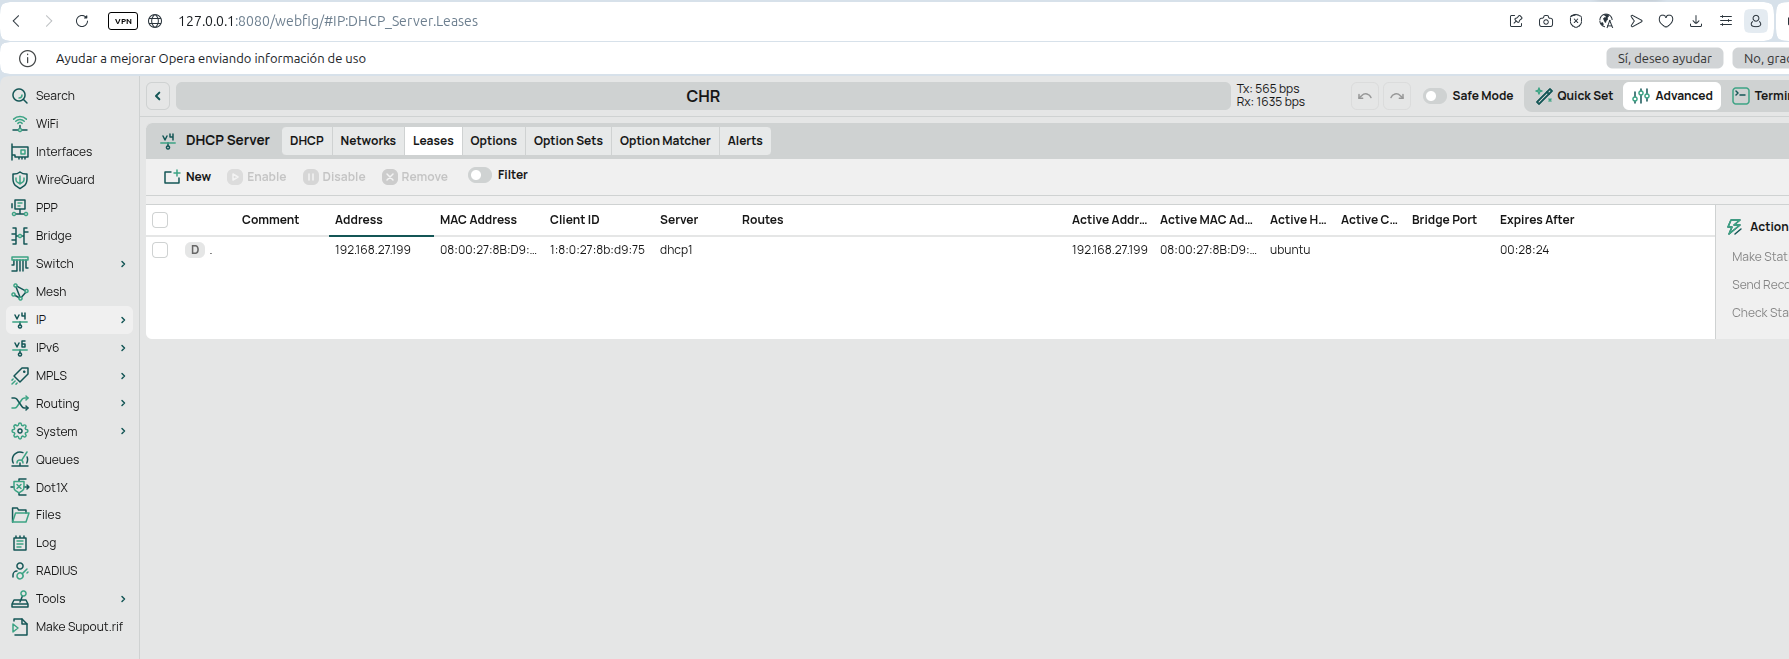 VPN 127.0.0.1:8080/webfig/#IP:DHCP_Server.Leases
Ayudar a mejorar Opera enviando información de uso Sí, deseo ayudar No, grac
Search
WiFi
Interfaces
WireGuard
PPP
Bridge
Switch
Mesh
IP
IPv6
MPLS
Routing
System
Queues
Dot1X
Files
Log
RADIUS
Tools
Make Supout.rif
CHR
Tx: 565 bps
Rx: 1635 bps
Safe Mode Quick Set Advanced Termin
DHCP Server DHCP Networks Leases Options Option Sets Option Matcher Alerts
New Enable Disable Remove Filter
Comment Address MAC Address Client ID Server Routes Active Addr... Active MAC Ad... Active H... Active C... Bridge Port Expires After
D . 192.168.27.199 08:00:27:8B:D9:... 1:8:0:27:8b:d9:75 dhcp1 192.168.27.199 08:00:27:8B:D9:... ubuntu 00:28:24
Action
Make Stat
Send Reco
Check Sta